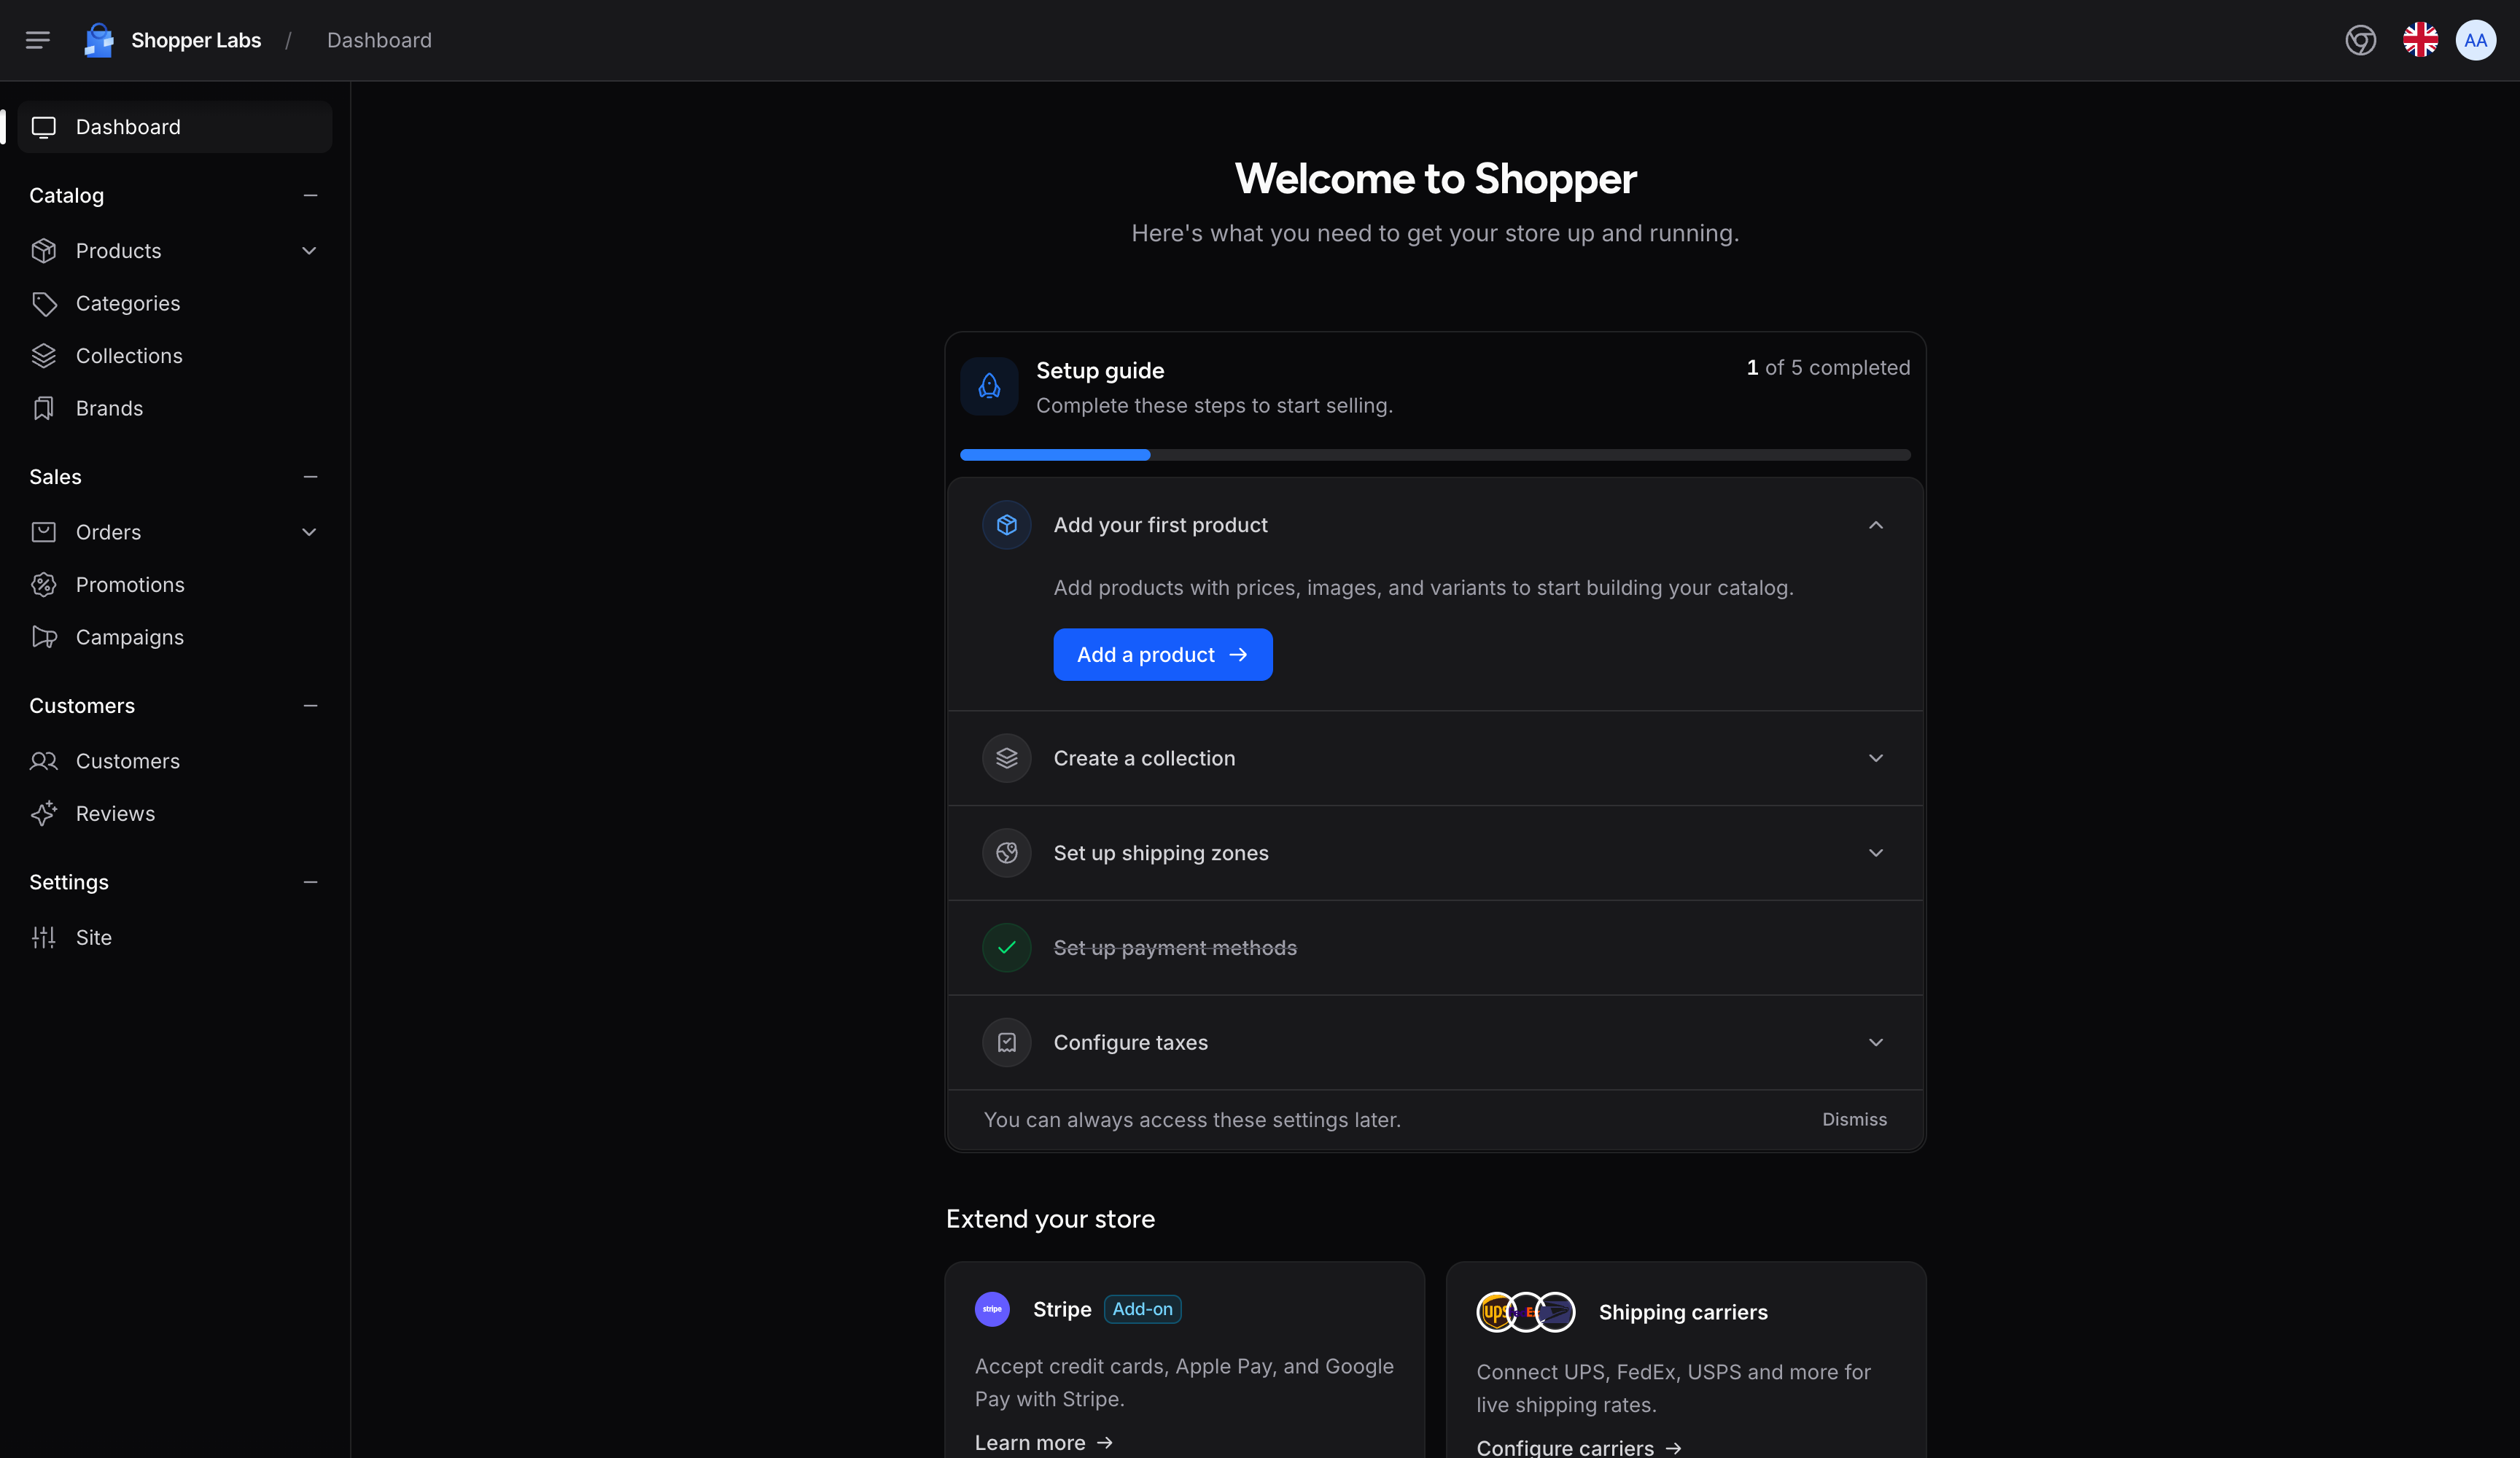 Shopper Labs / Dashboard
AA
Dashboard
Catalog
Products
Categories
Collections
Brands
Sales
Orders
Promotions
Campaigns
Customers
Customers
Reviews
Settings
Site
Welcome to Shopper
Here's what you need to get your store up and running.
Setup guide
1 of 5 completed
Complete these steps to start selling.
Add your first product
Add products with prices, images, and variants to start building your catalog.
Add a product
Create a collection
Set up shipping zones
Set up payment methods
Configure taxes
You can always access these settings later.
Dismiss
Extend your store
stripe
Stripe
Add-on
Accept credit cards, Apple Pay, and Google
Pay with Stripe.
Learn more
ups
Shipping carriers
Connect UPS, FedEx, USPS and more for
live shipping rates.
Configure carriers